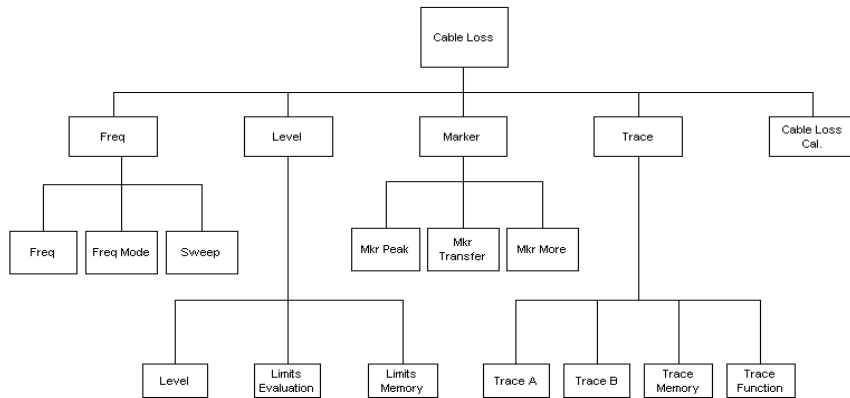 Cable Loss
Freq
Level
Marker
Trace
Cable Loss
Cal.
Freq
Freq Mode
Sweep
Mkr Peak
Mkr
Transfer
Mkr More
Level
Limits
Evaluation
Limits
Memory
Trace A
Trace B
Trace
Memory
Trace
Function